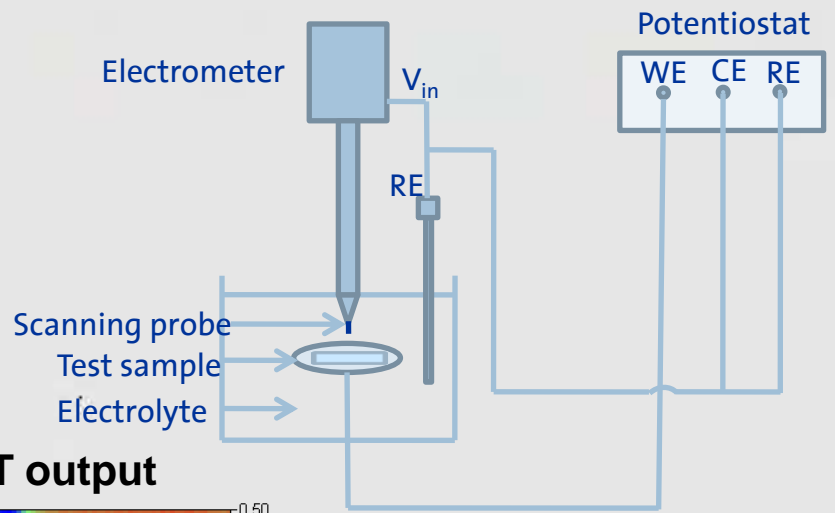 Potentiostat
Electrometer
Vin
WE CE RE
RE
Scanning probe
Test sample
Electrolyte
T output
0.50